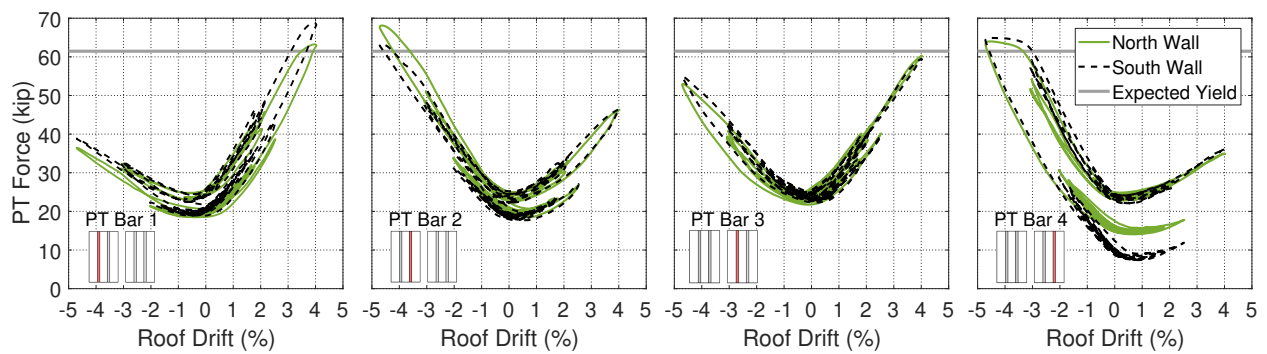 PT Force (kip)
70
60
50
40
30
20
10
0
PT Bar 1
-5 -4 -3 -2 -1 0 1 2 3 4 5
Roof Drift (%)
PT Bar 2
-5 -4 -3 -2 -1 0 1 2 3 4 5
Roof Drift (%)
PT Bar 3
-5 -4 -3 -2 -1 0 1 2 3 4 5
Roof Drift (%)
North Wall
South Wall
Expected Yield
PT Bar 4
-5 -4 -3 -2 -1 0 1 2 3 4 5
Roof Drift (%)